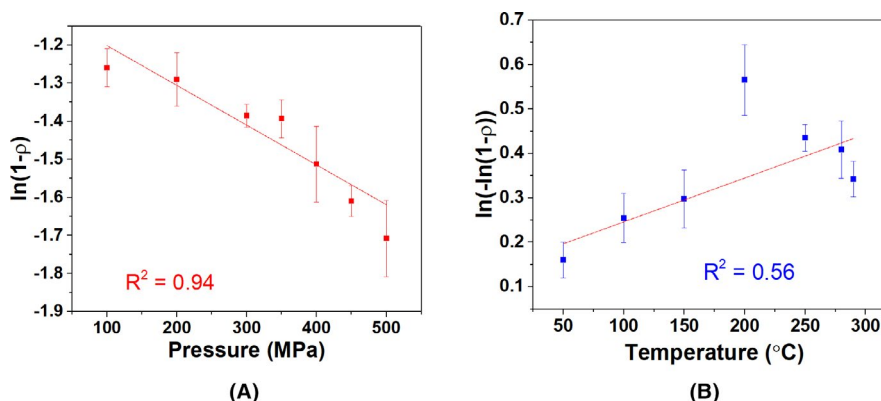 -1.2
-1.3
-1.4
-1.5
-1.6
-1.7
-1.8
-1.9
ln(1-ρ)
R² = 0.94
100 200 300 400 500
Pressure (MPa)
(A)
0.7
0.6
0.5
0.4
0.3
0.2
0.1
ln(-ln(1-ρ))
R² = 0.56
50 100 150 200 250 300
Temperature (°C)
(B)